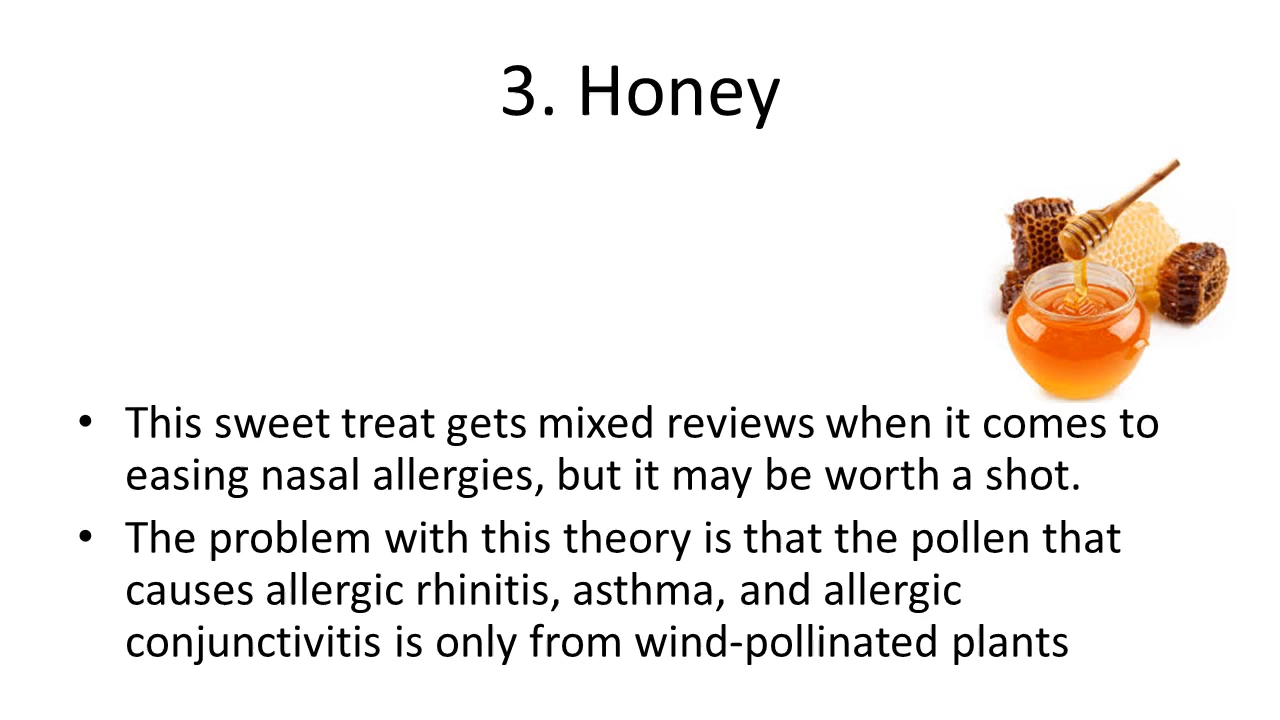 3. Honey
• This sweet treat gets mixed reviews when it comes to
easing nasal allergies, but it may be worth a shot.
• The problem with this theory is that the pollen that
causes allergic rhinitis, asthma, and allergic
conjunctivitis is only from wind-pollinated plants